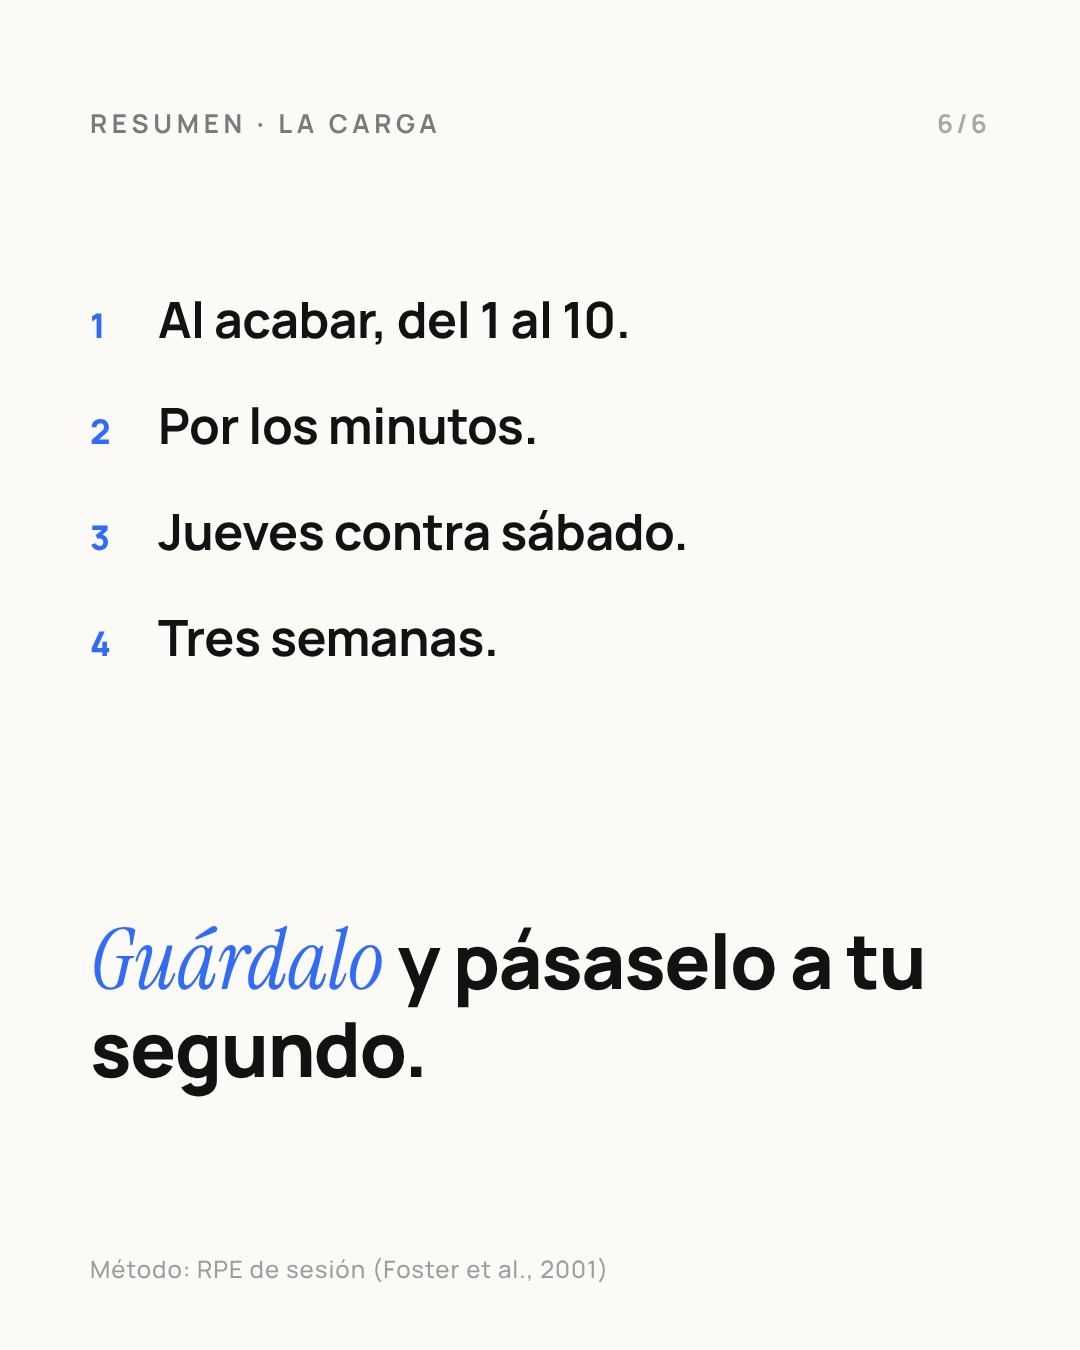 RESUMEN · LA CARGA
6/6
1 Al acabar, del 1 al 10.
2 Por los minutos.
3 Jueves contra sábado.
4 Tres semanas.
Guárdalo y pásaselo a tu
segundo.
Método: RPE de sesión (Foster et al., 2001)